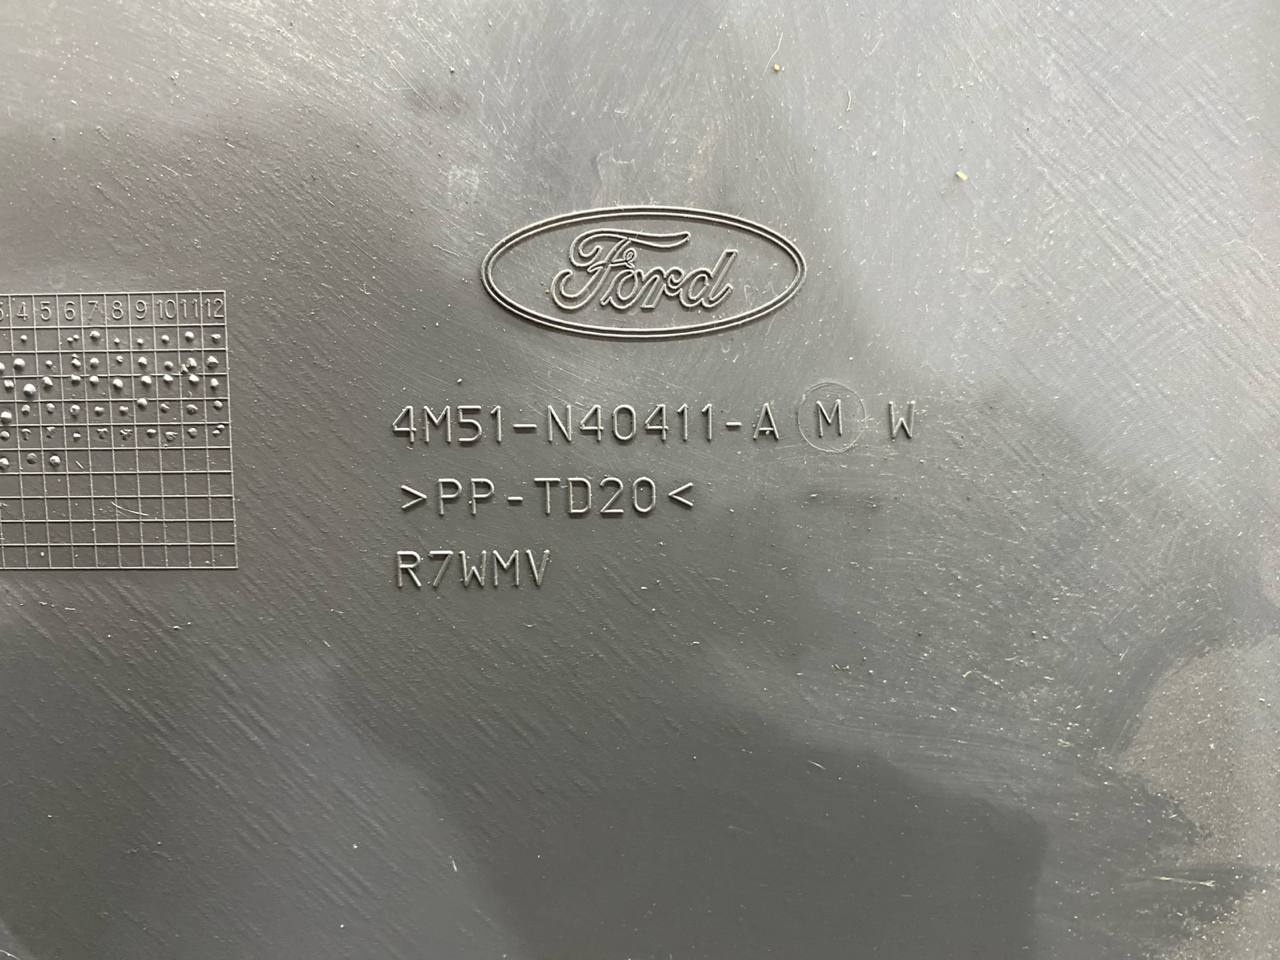 Ford
3 4 5 6 7 8 9 10 11 12
4M51-N40411-A M W
>PP-TD20<
R7WMV